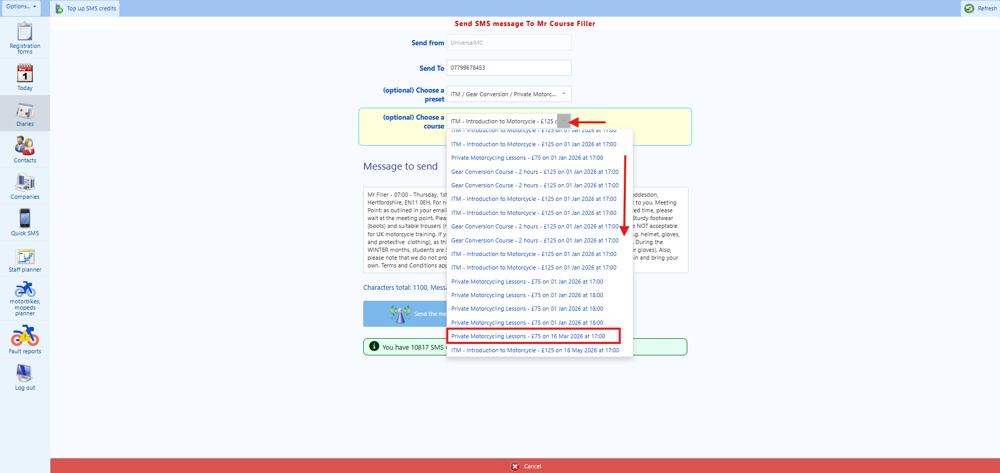 Options...
Top up SMS credits
Refresh
Registration
forms
Day
1
Today
Diaries
Contacts
Companies
Quick SMS
Staff planner
motorbikes,
mopeds
planner
Fault reports
Log out
Send SMS message To Mr Course Filler
Send from UniversalMC
Send To 07799678453
(optional) Choose a
preset
ITM / Gear Conversion / Private Motorc...
(optional) Choose a
course
ITM - Introduction to Motorcycle - £125
ITM - Introduction to Motorcycle - £125 on 01 Jan 2026 at 17:00
ITM - Introduction to Motorcycle - £125 on 01 Jan 2026 at 17:00
Private Motorcycling Lessons - £75 on 01 Jan 2026 at 17:00
Gear Conversion Course - 2 hours - £125 on 01 Jan 2026 at 17:00
Gear Conversion Course - 2 hours - £125 on 01 Jan 2026 at 17:00
ITM - Introduction to Motorcycle - £125 on 01 Jan 2026 at 17:00
ITM - Introduction to Motorcycle - £125 on 01 Jan 2026 at 17:00
Gear Conversion Course - 2 hours - £125 on 01 Jan 2026 at 17:00
Gear Conversion Course - 2 hours - £125 on 01 Jan 2026 at 17:00
ITM - Introduction to Motorcycle - £125 on 01 Jan 2026 at 17:00
ITM - Introduction to Motorcycle - £125 on 01 Jan 2026 at 17:00
Private Motorcycling Lessons - £75 on 01 Jan 2026 at 17:00
Private Motorcycling Lessons - £75 on 01 Jan 2026 at 18:00
Private Motorcycling Lessons - £75 on 01 Jan 2026 at 18:00
Private Motorcycling Lessons - £75 on 01 Jan 2026 at 18:00
Private Motorcycling Lessons - £75 on 16 Mar 2026 at 17:00
ITM - Introduction to Motorcycle - £125 on 18 May 2026 at 17:00
Message to send
Mr Filler - 07:00 - Thursday, 1st oddesdon,
Hertfordshire, EN11 0EH. For n t to you. Meeting
Point: as outlined in your email ted time, please
wait at the meeting point. Plea Sturdy footwear
(boots) and suitable trousers (r e NOT acceptable
for UK motorcycle training. If y .g. helmet, gloves,
and protective clothing), as thi . During the
WINTER months, students are S r gloves). Also,
please note that we do not pro in and bring your
own. Terms and Conditions app
Characters total: 1100, Messa
Send the me
You have 10817 SMS
Cancel